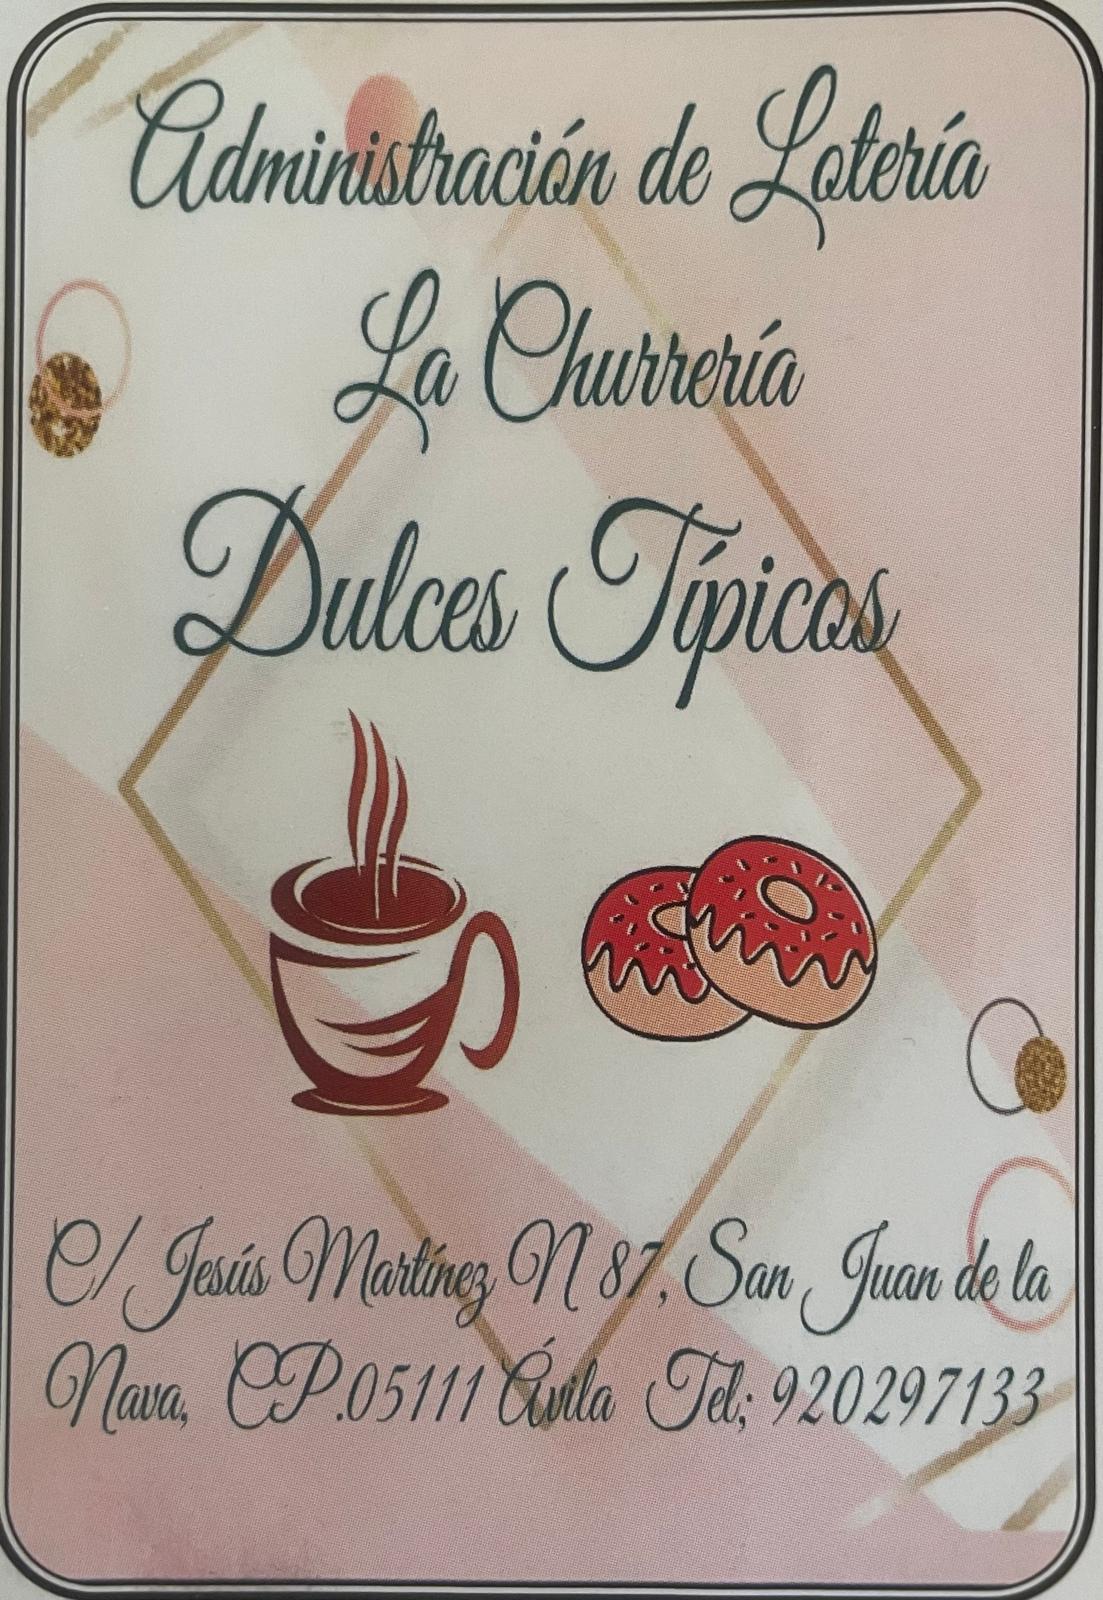 Administración de Lotería
La Churrería
Dulces Típicos
C/ Jesús Martínez N 87, San Juan de la
Nava, CP.05111 Ávila Tel; 920297133